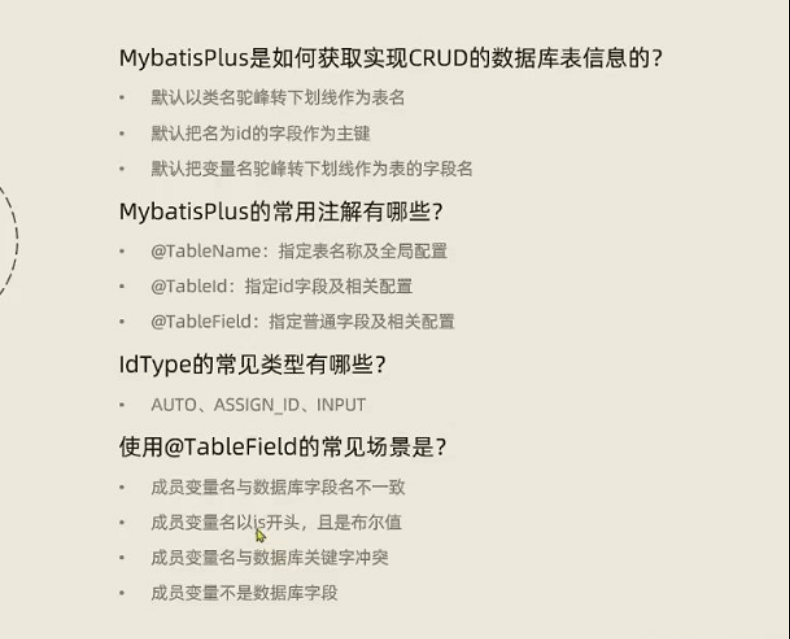 MybatisPlus是如何获取实现CRUD的数据库表信息的？
• 默认以类名驼峰转下划线作为表名
• 默认把名为id的字段作为主键
• 默认把变量名驼峰转下划线作为表的字段名
MybatisPlus的常用注解有哪些？
• @TableName：指定表名称及全局配置
• @TableId：指定id字段及相关配置
• @TableField：指定普通字段及相关配置
IdType的常见类型有哪些？
• AUTO、ASSIGN_ID、INPUT
使用@TableField的常见场景是？
• 成员变量名与数据库字段名不一致
• 成员变量名以is开头，且是布尔值
• 成员变量名与数据库关键字冲突
• 成员变量不是数据库字段